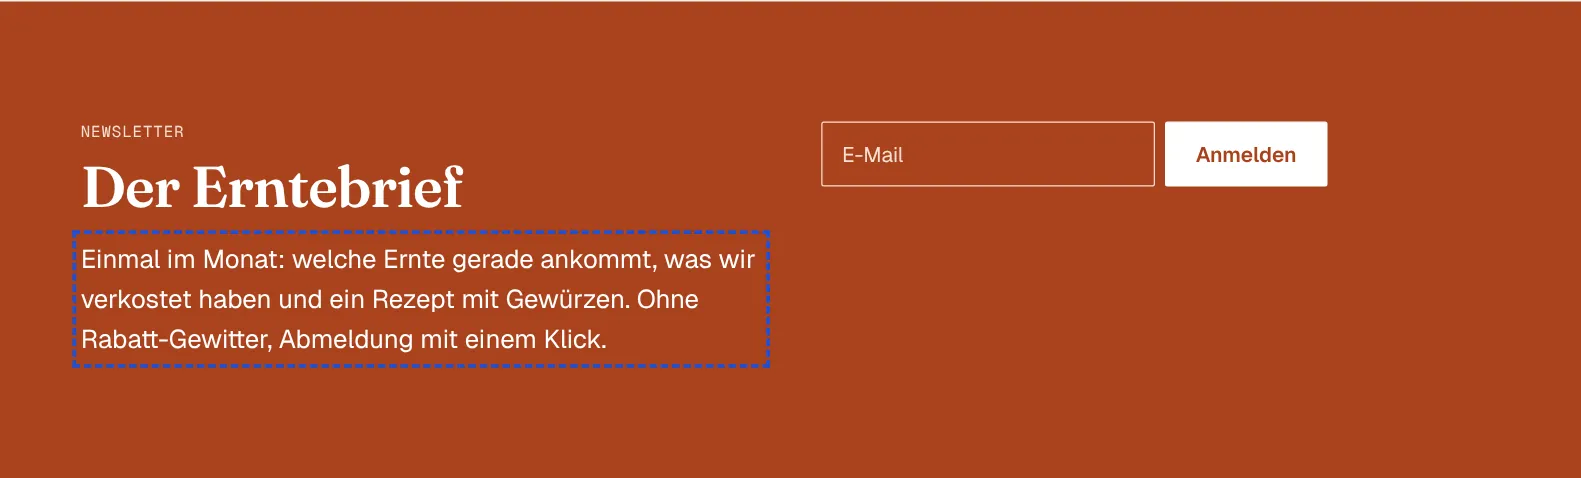 NEWSLETTER
Der Erntebrief
Einmal im Monat: welche Ernte gerade ankommt, was wir
verkostet haben und ein Rezept mit Gewürzen. Ohne
Rabatt-Gewitter, Abmeldung mit einem Klick.
E-Mail
Anmelden